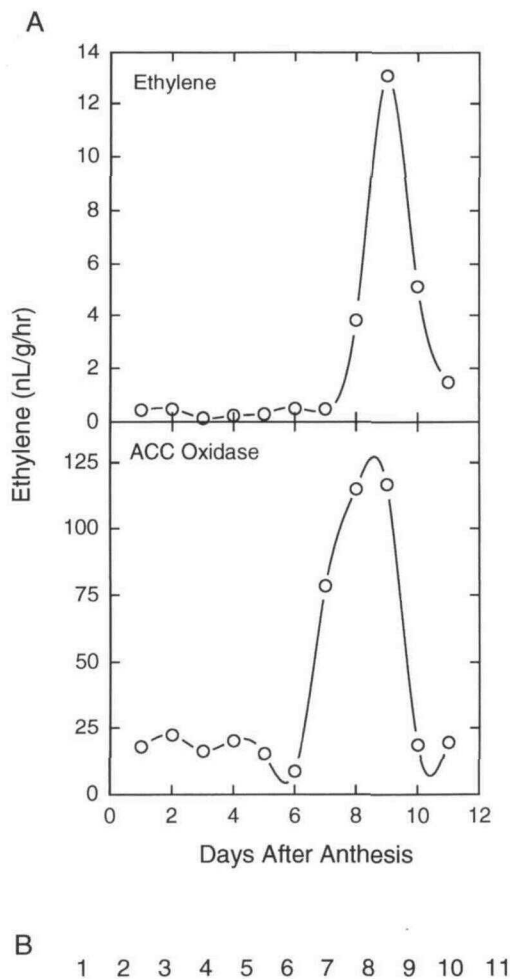 A
14
Ethylene
12
10
8
6
4
2
0
ACC Oxidase
125
100
75
50
25
0
Ethylene (nL/g/hr)
0 2 4 6 8 10 12
Days After Anthesis
B
1 2 3 4 5 6 7 8 9 10 11